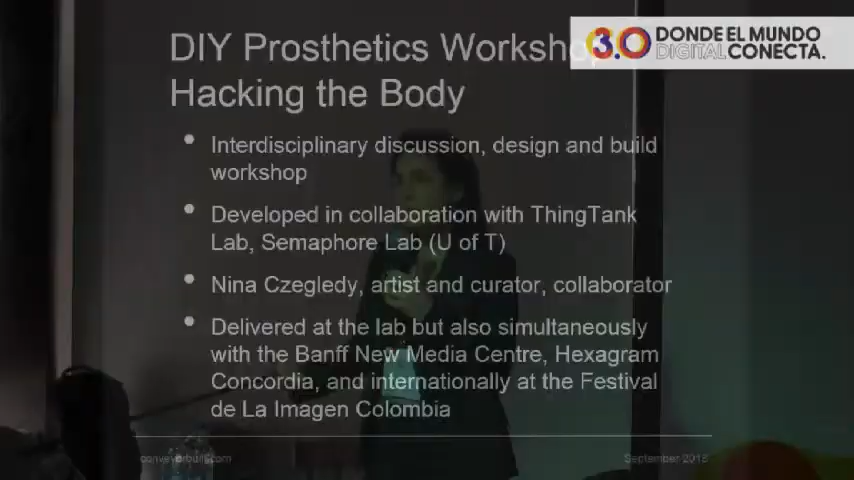 DIY Prosthetics Workshop
Hacking the Body
3.0 DONDE EL MUNDO
DIGITAL CONECTA.
• Interdisciplinary discussion, design and build
workshop
• Developed in collaboration with ThingTank
Lab, Semaphore Lab (U of T)
• Nina Czegledy, artist and curator, collaborator
• Delivered at the lab but also simultaneously
with the Banff New Media Centre, Hexagram
Concordia, and internationally at the Festival
de La Imagen Colombia
September 2018